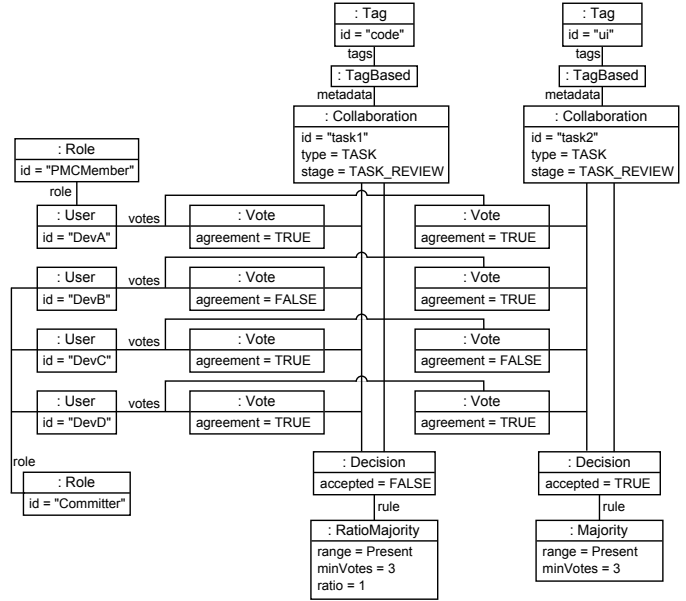 : Tag
id = "code"
tags
: TagBased
metadata
: Collaboration
id = "task1"
type = TASK
stage = TASK_REVIEW
: Tag
id = "ui"
tags
: TagBased
metadata
: Collaboration
id = "task2"
type = TASK
stage = TASK_REVIEW
: Role
id = "PMCMember"
role
: User
id = "DevA"
votes
: Vote
agreement = TRUE
: Vote
agreement = TRUE
: User
id = "DevB"
votes
: Vote
agreement = FALSE
: Vote
agreement = TRUE
: User
id = "DevC"
votes
: Vote
agreement = TRUE
: Vote
agreement = FALSE
: User
id = "DevD"
votes
: Vote
agreement = TRUE
: Vote
agreement = TRUE
role
: Role
id = "Committer"
: Decision
accepted = FALSE
rule
: RatioMajority
range = Present
minVotes = 3
ratio = 1
: Decision
accepted = TRUE
rule
: Majority
range = Present
minVotes = 3